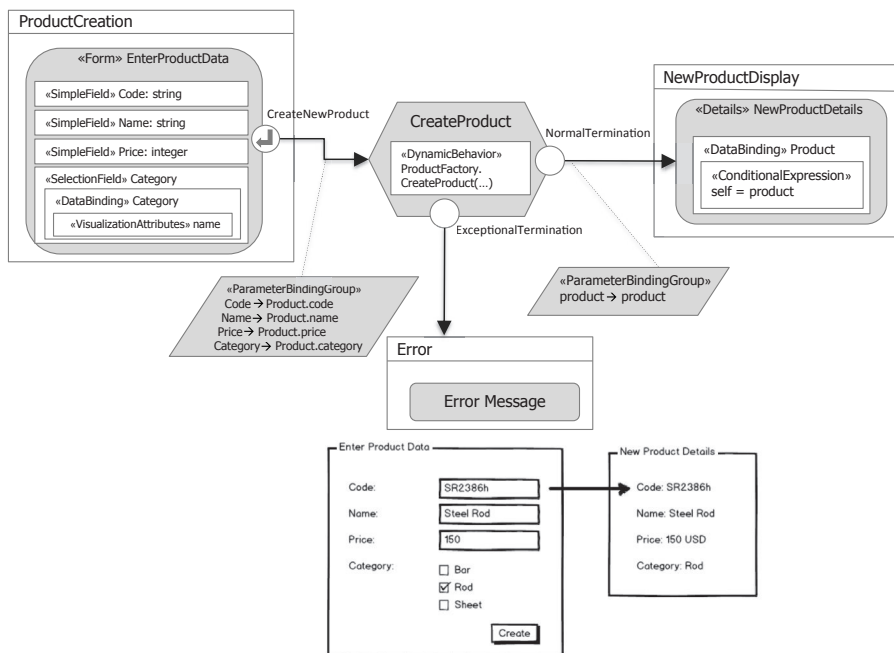 ProductCreation
«Form» EnterProductData
«SimpleField» Code: string
«SimpleField» Name: string
«SimpleField» Price: integer
«SelectionField» Category
«DataBinding» Category
«VisualizationAttributes» name
CreateNewProduct
CreateProduct
«DynamicBehavior»
ProductFactory.
CreateProduct(...)
NormalTermination
ExceptionalTermination
NewProductDisplay
«Details» NewProductDetails
«DataBinding» Product
«ConditionalExpression»
self = product
«ParameterBindingGroup»
Code→Product.code
Name→Product.name
Price→Product.price
Category→Product.category
«ParameterBindingGroup»
product→product
Error
Error Message
Enter Product Data
Code: SR2386h
Name: Steel Rod
Price: 150
Category: Bar
Rod
Sheet
Create
New Product Details
Code: SR2386h
Name: Steel Rod
Price: 150 USD
Category: Rod